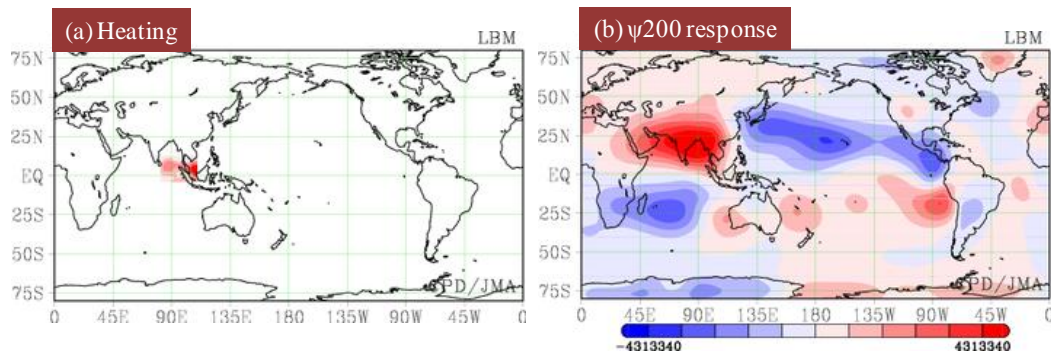 (a) Heating
LBM
75N
50N
25N
EQ
25S
50S
75S
CPD/JMA
0 45E 90E 135E 180 135W 90W 45W 0
(b) ψ200 response
LBM
75N
50N
25N
EQ
25S
50S
75S
CPD/JMA
0 45E 90E 135E 180 135W 90W 45W 0
-4313340 4313340